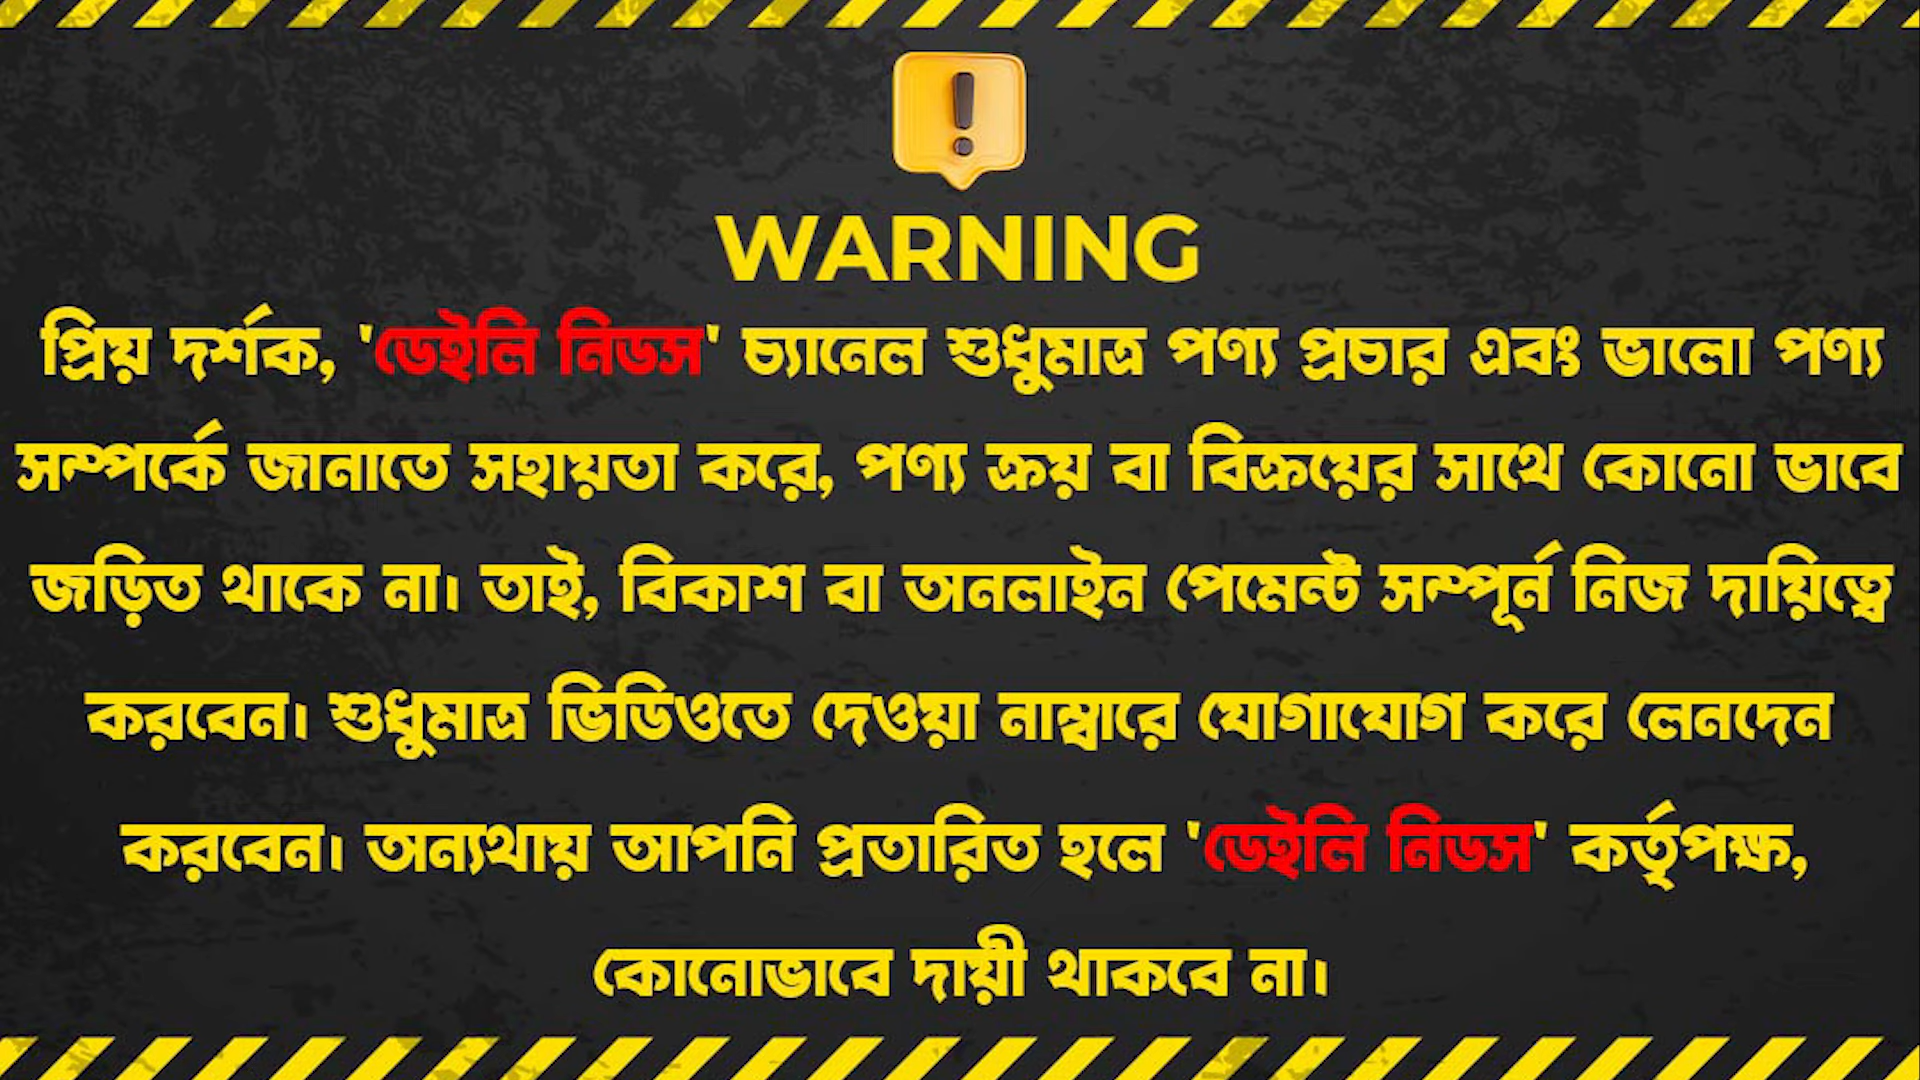 WARNING
প্রিয় দর্শক, 'ডেইলি নিডস' চ্যানেল শুধুমাত্র পণ্য প্রচার এবং ভালো পণ্য
সম্পর্কে জানাতে সহায়তা করে, পণ্য ক্রয় বা বিক্রয়ের সাথে কোনো ভাবে
জড়িত থাকে না। তাই, বিকাশ বা অনলাইন পেমেন্ট সম্পূর্ন নিজ দায়িত্বে
করবেন। শুধুমাত্র ভিডিওতে দেওয়া নাম্বারে যোগাযোগ করে লেনদেন
করবেন। অন্যথায় আপনি প্রতারিত হলে 'ডেইলি নিডস' কর্তৃপক্ষ,
কোনোভাবে দায়ী থাকবে না।